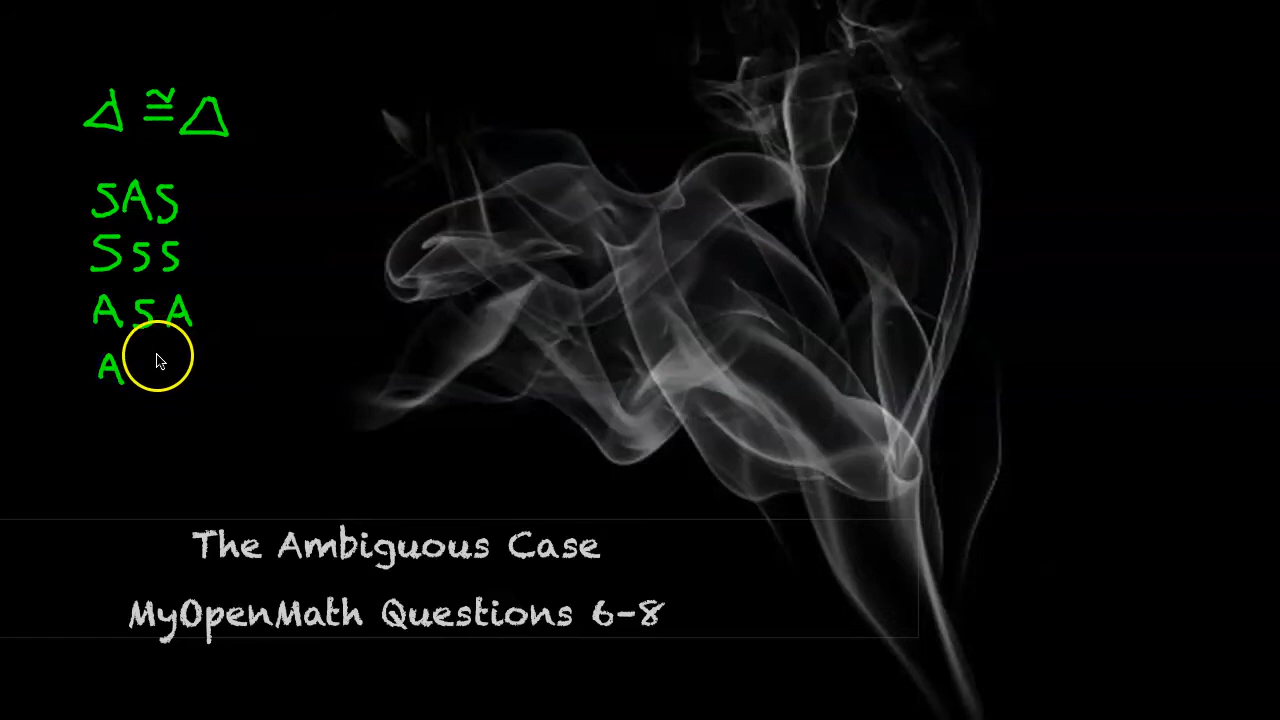 △ ≅ △
SAS
SSS
ASA
A
The Ambiguous Case
MyOpenMath Questions 6-8